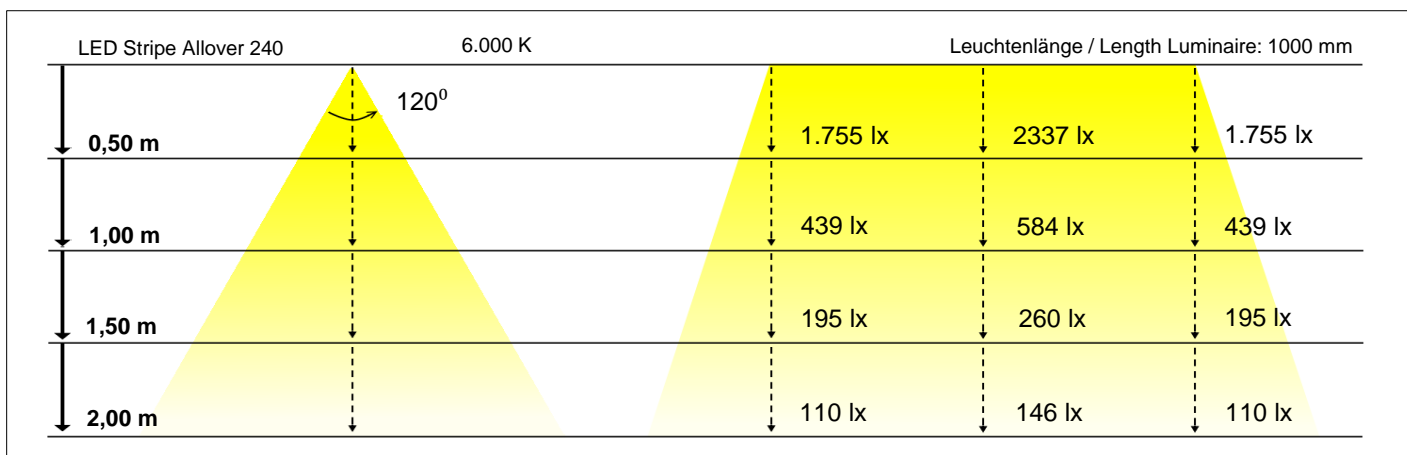 LED Stripe Allover 240 6.000 K Leuchtenlänge / Length Luminaire: 1000 mm
120⁰
0,50 m 1.755 lx 2337 lx 1.755 lx
1,00 m 439 lx 584 lx 439 lx
1,50 m 195 lx 260 lx 195 lx
2,00 m 110 lx 146 lx 110 lx